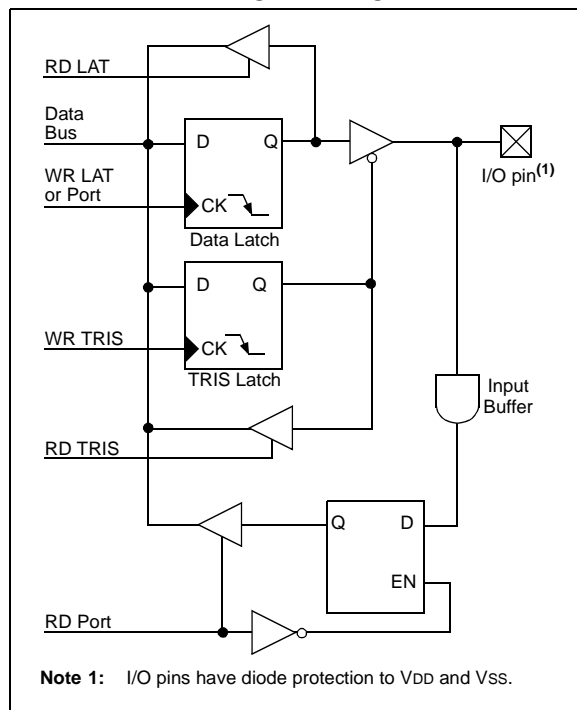 RD LAT
Data
Bus
D Q
I/O pin(1)
WR LAT
or Port
CK
Data Latch
D Q
WR TRIS
CK
TRIS Latch
Input
Buffer
RD TRIS
Q D
EN
RD Port
Note 1: I/O pins have diode protection to VDD and VSS.